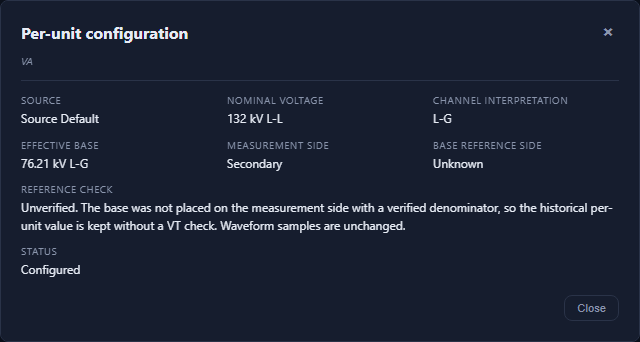 Per-unit configuration
×
VA
SOURCE
Source Default
NOMINAL VOLTAGE
132 kV L-L
CHANNEL INTERPRETATION
L-G
EFFECTIVE BASE
76.21 kV L-G
MEASUREMENT SIDE
Secondary
BASE REFERENCE SIDE
Unknown
REFERENCE CHECK
Unverified. The base was not placed on the measurement side with a verified denominator, so the historical per-
unit value is kept without a VT check. Waveform samples are unchanged.
STATUS
Configured
Close